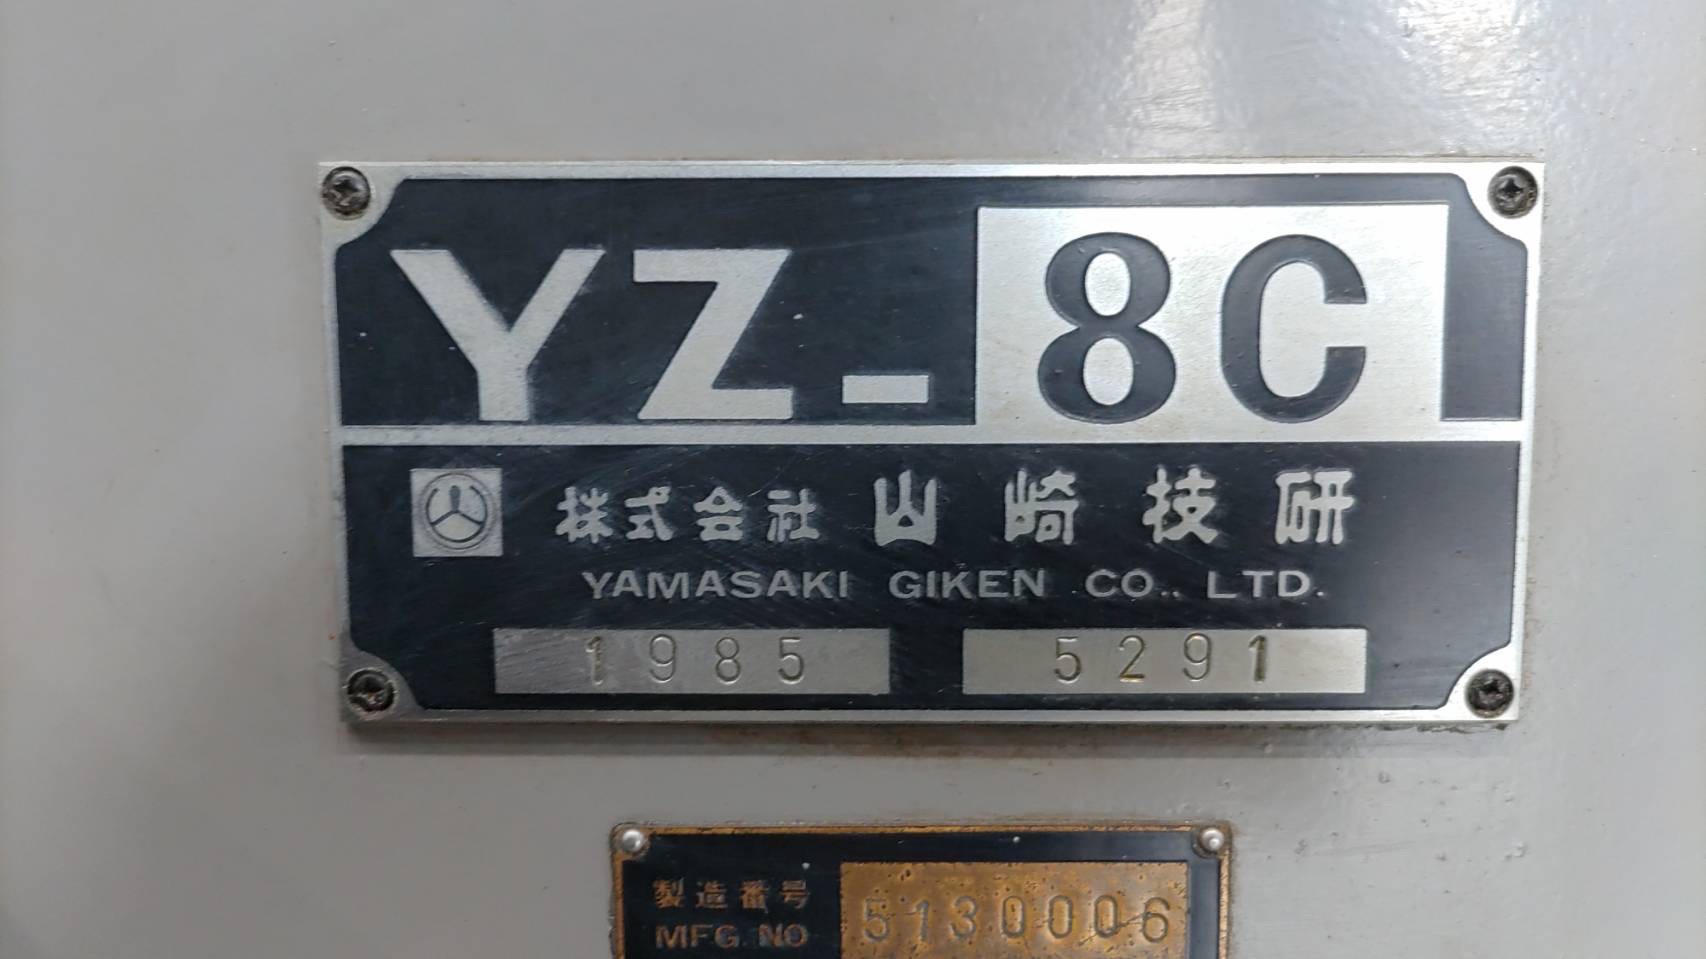 YZ-8C
株式会社 山崎技研
YAMASAKI GIKEN CO., LTD.
1985 5291
製造番号
MFG. NO 5130006